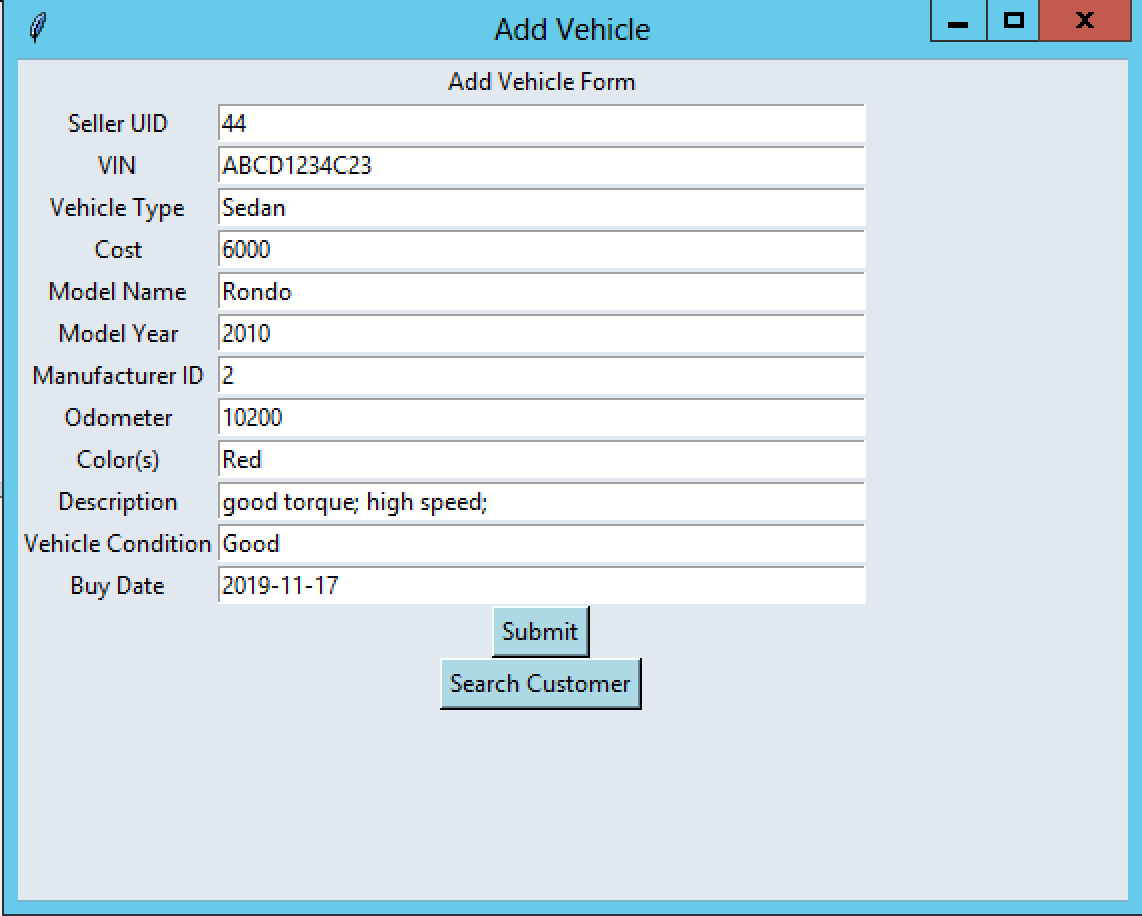 Add Vehicle
Add Vehicle Form
Seller UID 44
VIN ABCD1234C23
Vehicle Type Sedan
Cost 6000
Model Name Rondo
Model Year 2010
Manufacturer ID 2
Odometer 10200
Color(s) Red
Description good torque; high speed;
Vehicle Condition Good
Buy Date 2019-11-17
Submit
Search Customer